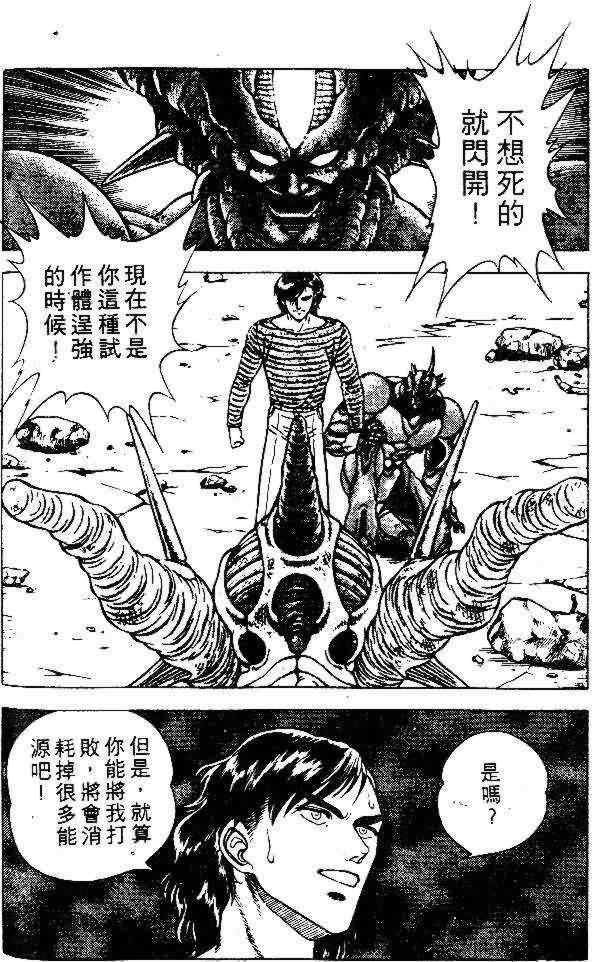 不想死的
就閃開！
現在不是
你這種試
作體逞強
的時候！
是嗎？
但是，就算
你能將我打
敗，將會消
耗掉很多能
源吧！